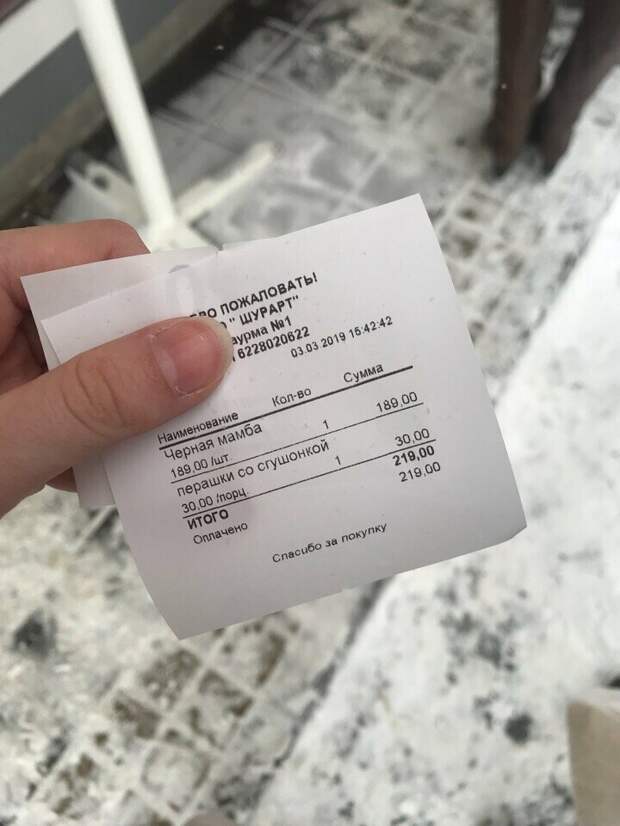 ПОЖАЛОВАТЬ!
" ШУРАРТ"
№1
6228020622
03.03.2019 15:42:42
Наименование Кол-во Сумма
Черная мамба
189,00 /шт. 1 189,00
перашки со сгушонкой
30,00 /порц. 1 30,00
ИТОГО 219,00
Оплачено 219,00
Спасибо за покупку